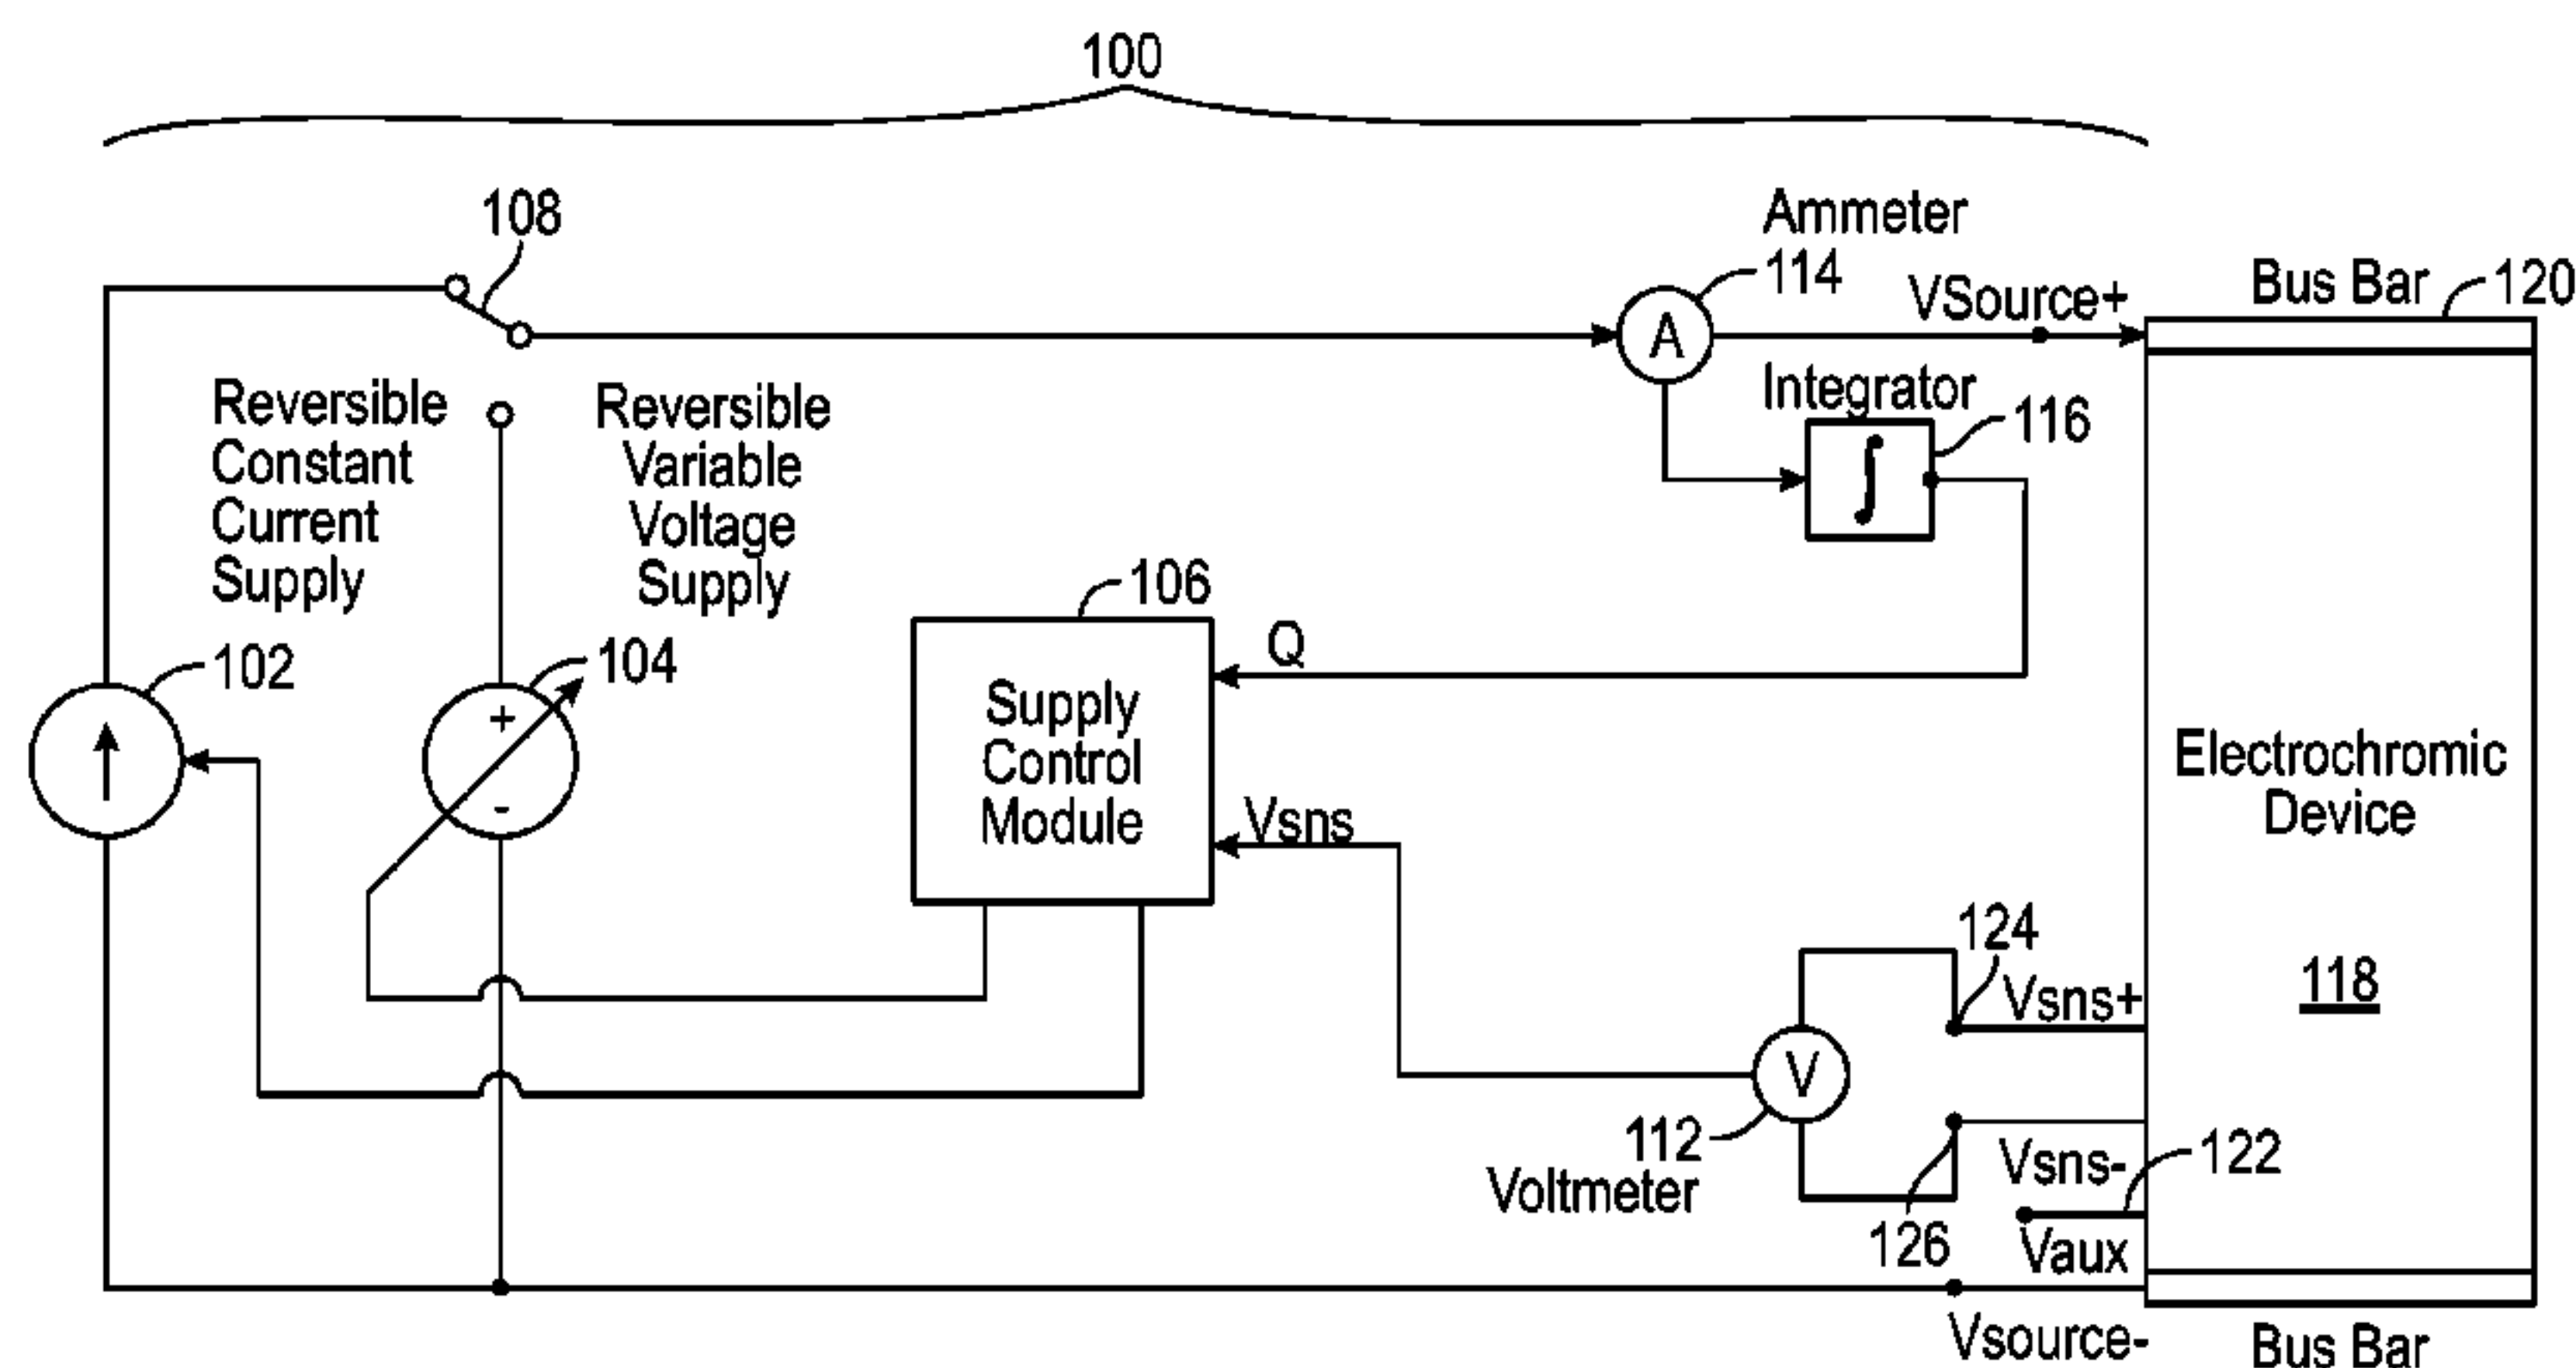 100
108
Ammeter
114
VSource+
Bus Bar
120
A
Integrator
116
∫
Reversible
Constant
Current
Supply
Reversible
Variable
Voltage
Supply
102
104
+
-
106
Supply
Control
Module
Q
Vsns
Electrochromic
Device
118
124
Vsns+
V
112
Voltmeter
Vsns-
122
126
Vaux
Vsource-
Bus Bar